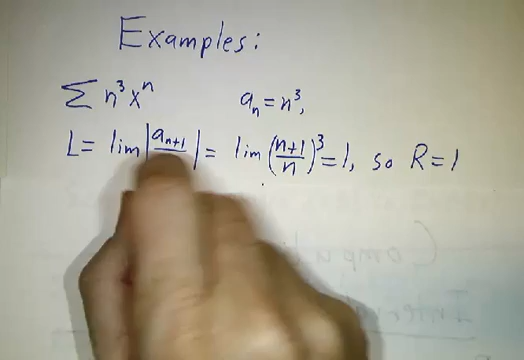 Examples:
∑ n³xⁿ aₙ = n³,
L = lim |aₙ₊₁ | = lim (n+1/n)³ = 1, so R = 1